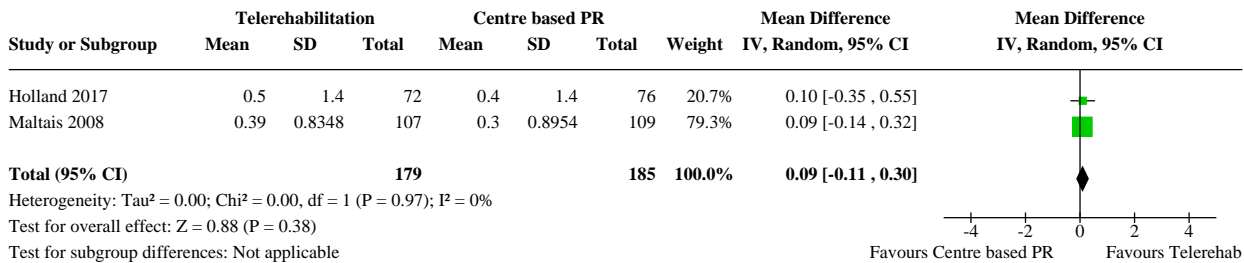 Telerehabilitation Centre based PR Mean Difference Mean Difference
Study or Subgroup Mean SD Total Mean SD Total Weight IV, Random, 95% CI IV, Random, 95% CI
Holland 2017 0.5 1.4 72 0.4 1.4 76 20.7% 0.10 [-0.35 , 0.55]
Maltais 2008 0.39 0.8348 107 0.3 0.8954 109 79.3% 0.09 [-0.14 , 0.32]
Total (95% CI) 179 185 100.0% 0.09 [-0.11 , 0.30]
Heterogeneity: Tau² = 0.00; Chi² = 0.00, df = 1 (P = 0.97); I² = 0%
Test for overall effect: Z = 0.88 (P = 0.38)
-4 -2 0 2 4
Test for subgroup differences: Not applicable Favours Centre based PR Favours Telerehab